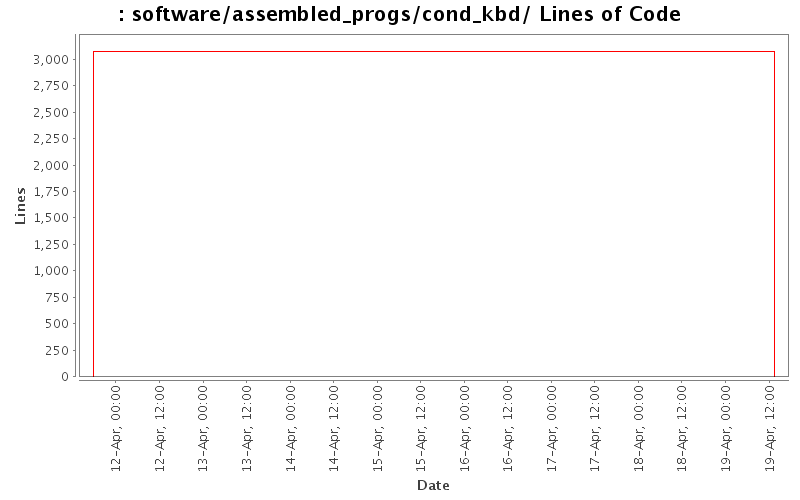 : software/assembled_progs/cond_kbd/ Lines of Code
3,000
2,750
2,500
2,250
2,000
1,750
1,500
1,250
1,000
750
500
250
0
Lines
12-Apr, 00:00
12-Apr, 12:00
13-Apr, 00:00
13-Apr, 12:00
14-Apr, 00:00
14-Apr, 12:00
15-Apr, 00:00
15-Apr, 12:00
16-Apr, 00:00
16-Apr, 12:00
17-Apr, 00:00
17-Apr, 12:00
18-Apr, 00:00
18-Apr, 12:00
19-Apr, 00:00
19-Apr, 12:00
Date